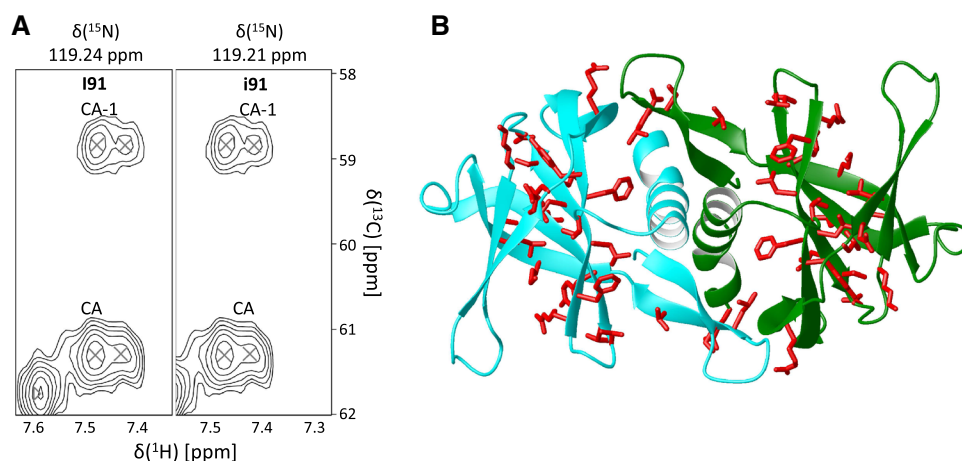 A
B
δ(¹⁵N)
119.24 ppm
δ(¹⁵N)
119.21 ppm
I91
CA-1
i91
CA-1
CA
CA
58
59
60
61
62
δ(¹³C) [ppm]
7.6 7.5 7.4
7.5 7.4 7.3
δ(¹H) [ppm]